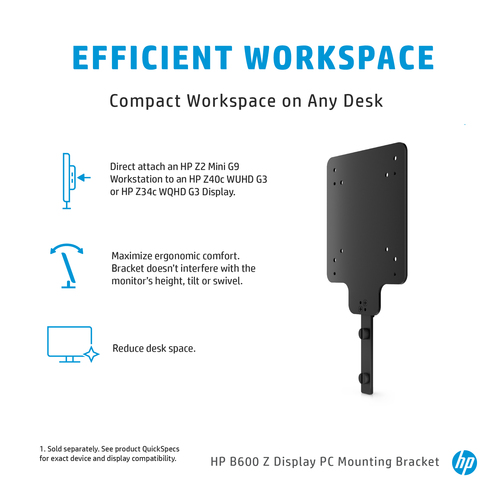 EFFICIENT WORKSPACE
Compact Workspace on Any Desk
Direct attach an HP Z2 Mini G9
Workstation to an HP Z40c WUHD G3
or HP Z34c WQHD G3 Display.
Maximize ergonomic comfort.
Bracket doesn't interfere with the
monitor's height, tilt or swivel.
Reduce desk space.
1. Sold separately. See product QuickSpecs
for exact device and display compatibility.
HP B600 Z Display PC Mounting Bracket
hp